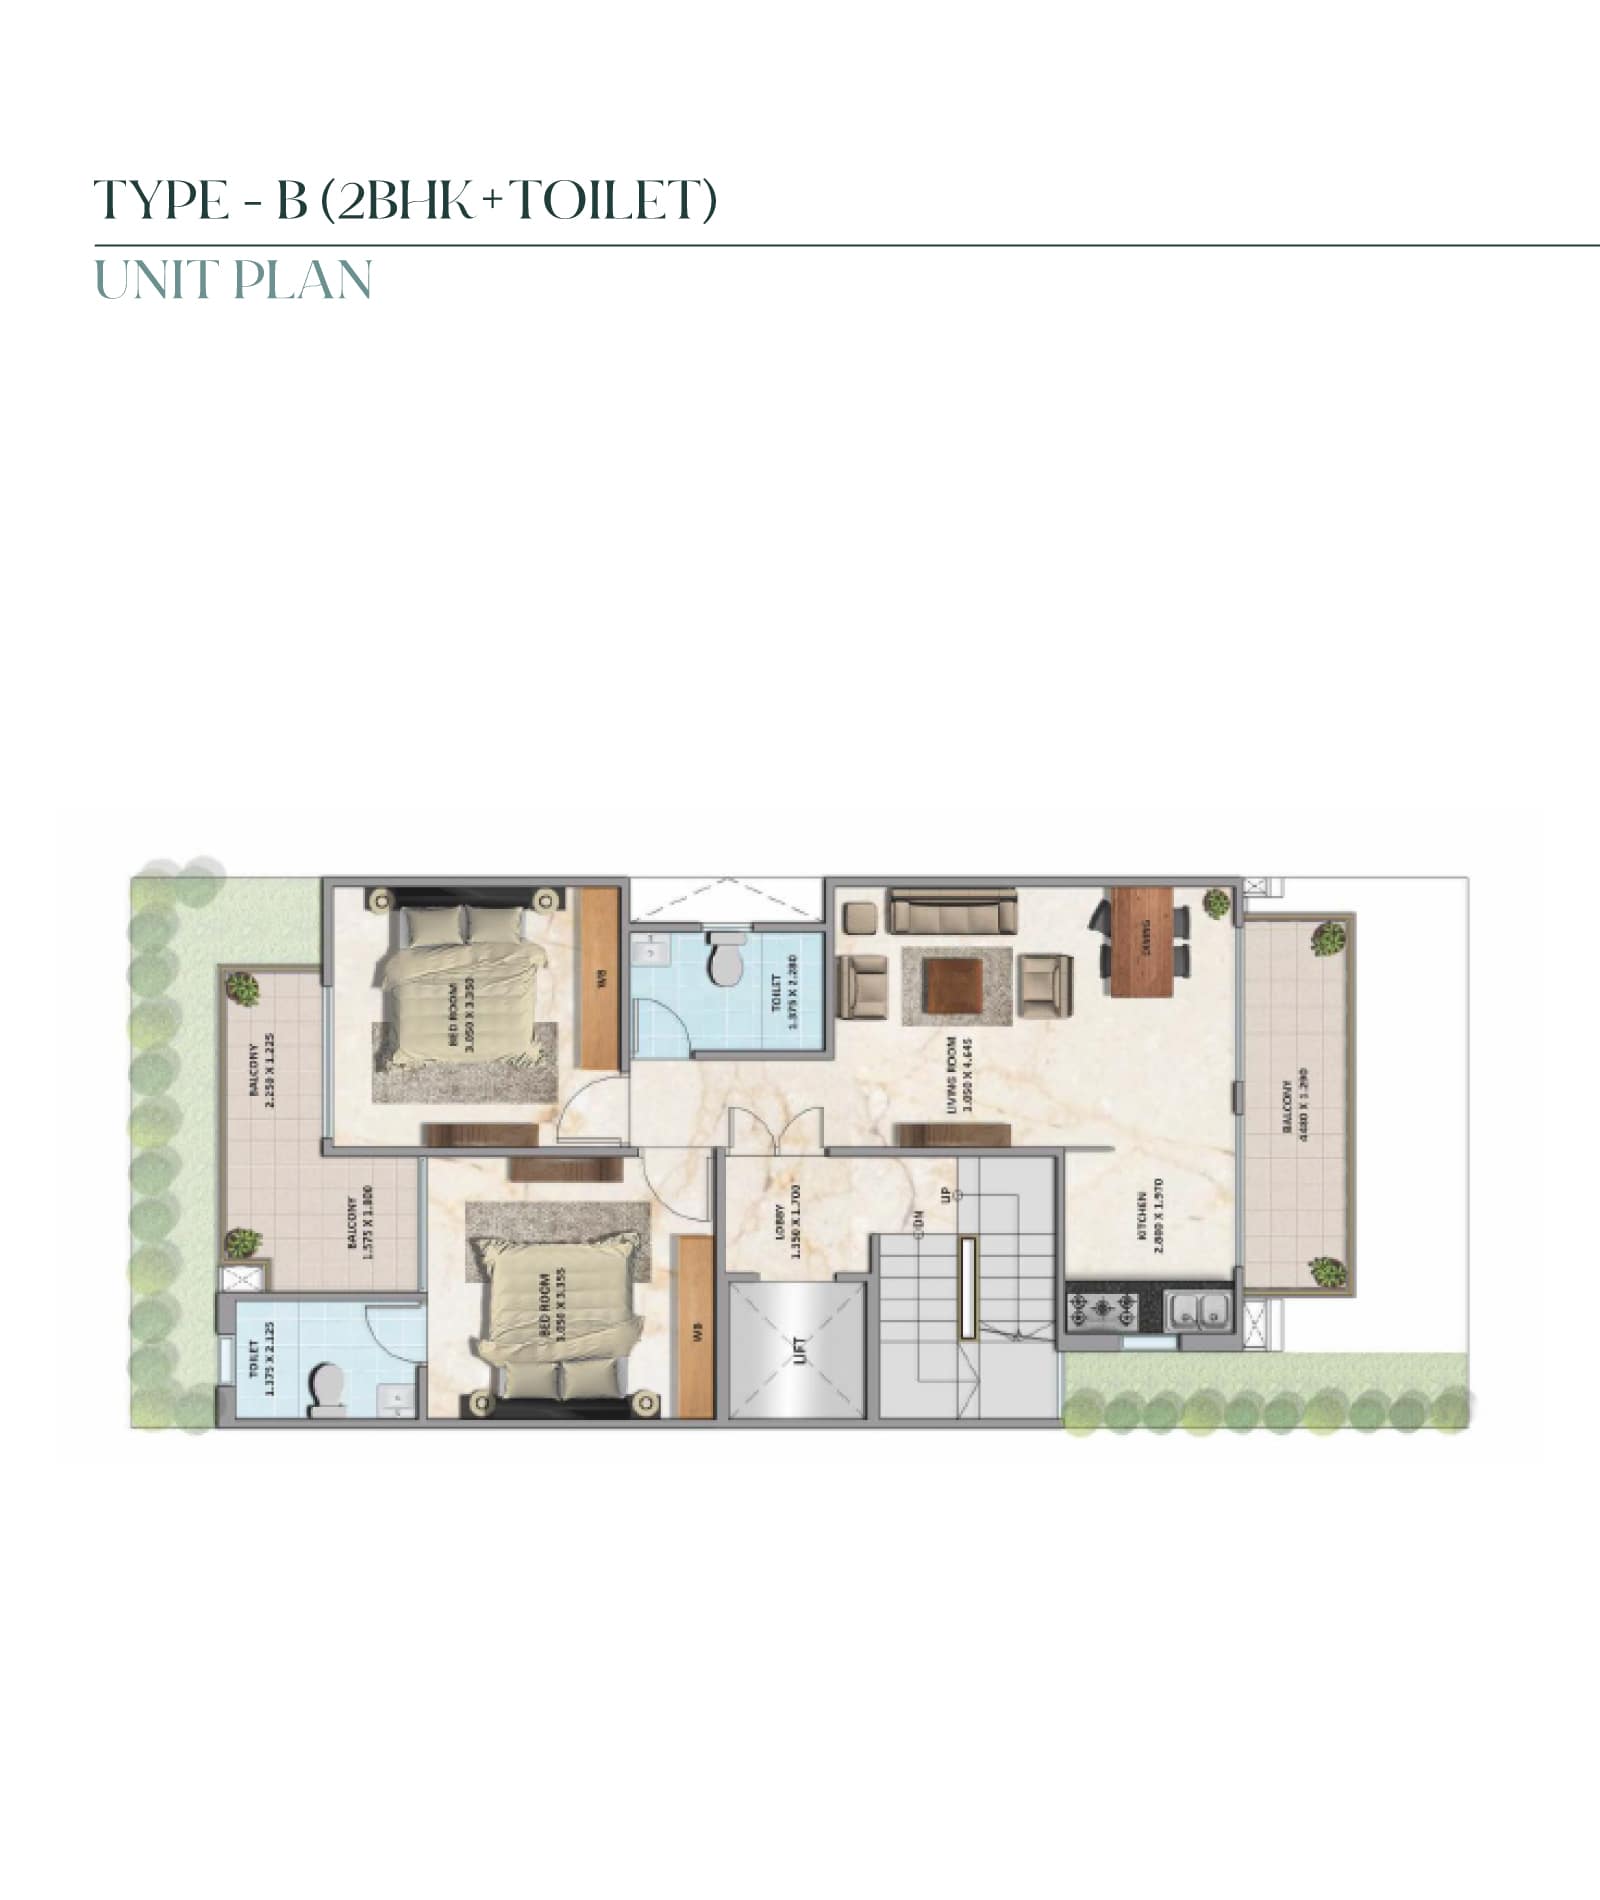 TYPE - B (2BHK+TOILET)
UNIT PLAN
BED ROOM
3.050 X 3.350
WB
TOILET
1.375 X 2.280
DINING
LIVING ROOM
3.050 X 4.645
BALCONY
2.250 X 1.225
BALCONY
1.575 X 1.800
BALCONY
4480 X 1.290
LOBBY
1.350 X 1.700
UP
DN
KITCHEN
2.800 X 1.970
BED ROOM
3.050 X 3.355
WB
TOILET
1.375 X 2.125
LIFT